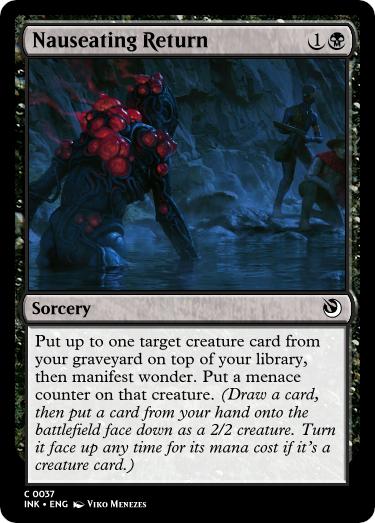 Nauseating Return 1
Sorcery
Put up to one target creature card from
your graveyard on top of your library,
then manifest wonder. Put a menace
counter on that creature. (Draw a card,
then put a card from your hand onto the
battlefield face down as a 2/2 creature. Turn
it face up any time for its mana cost if it's a
creature card.)
C 0037
INK • ENG Viko Menezes